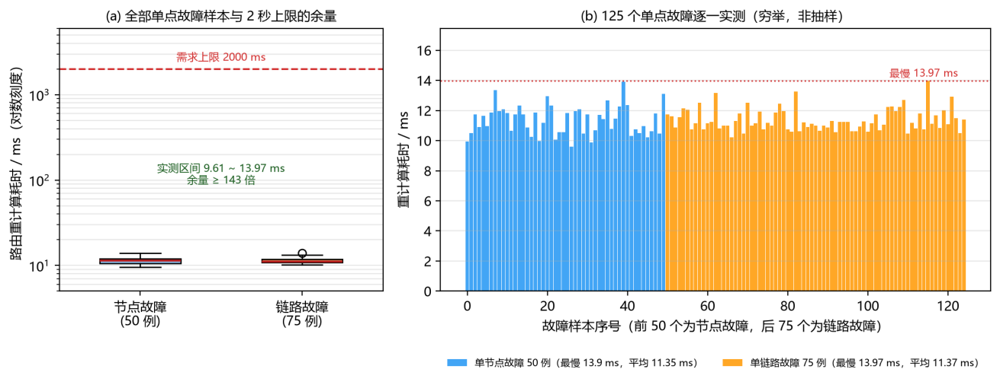 (a) 全部单点故障样本与 2 秒上限的余量
路由重计算耗时 / ms（对数刻度）
10³
10²
10¹
需求上限 2000 ms
实测区间 9.61 ~ 13.97 ms
余量 ≥ 143 倍
节点故障
(50 例)
链路故障
(75 例)
(b) 125 个单点故障逐一实测（穷举，非抽样）
重计算耗时 / ms
16
14
12
10
8
6
4
2
0
最慢 13.97 ms
0 20 40 60 80 100 120
故障样本序号（前 50 个为节点故障，后 75 个为链路故障）
单节点故障 50 例（最慢 13.9 ms，平均 11.35 ms） 单链路故障 75 例（最慢 13.97 ms，平均 11.37 ms）